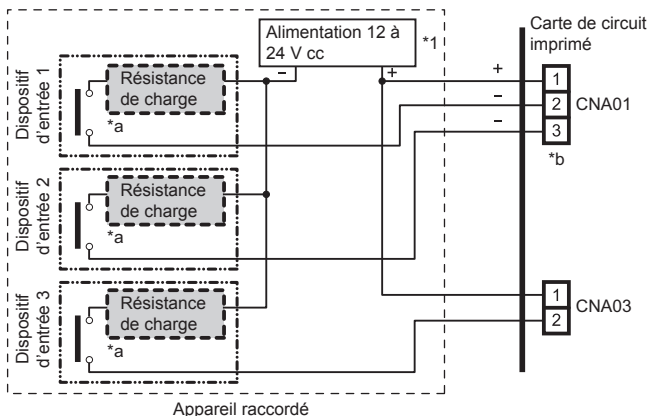 Alimentation 12 à
24 V cc
*1
–
+
Carte de circuit
imprimé
+
–
–
1
2
3
CNA01
*b
Dispositif
d'entrée 1
Résistance
de charge
*a
Dispositif
d'entrée 2
Résistance
de charge
*a
Dispositif
d'entrée 3
Résistance
de charge
*a
1
2
CNA03
Appareil raccordé